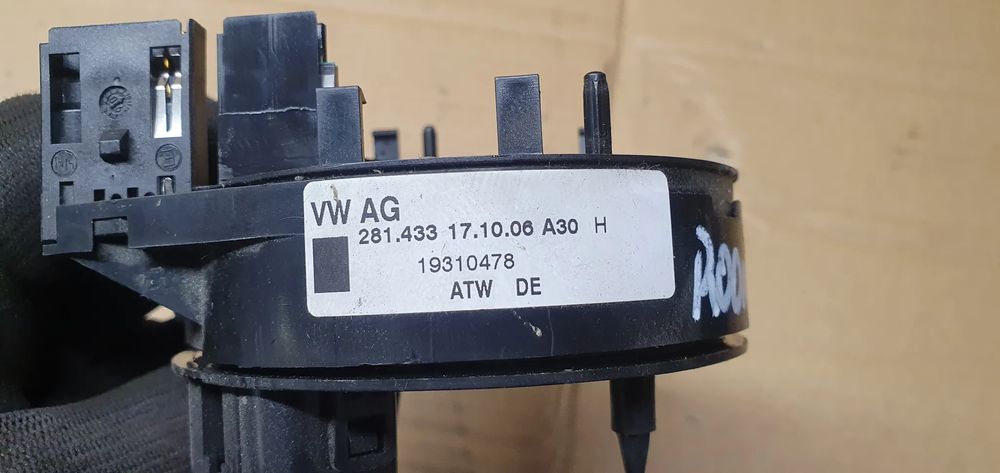 VW AG
281.433 17.10.06 A30 H
19310478
ATW DE